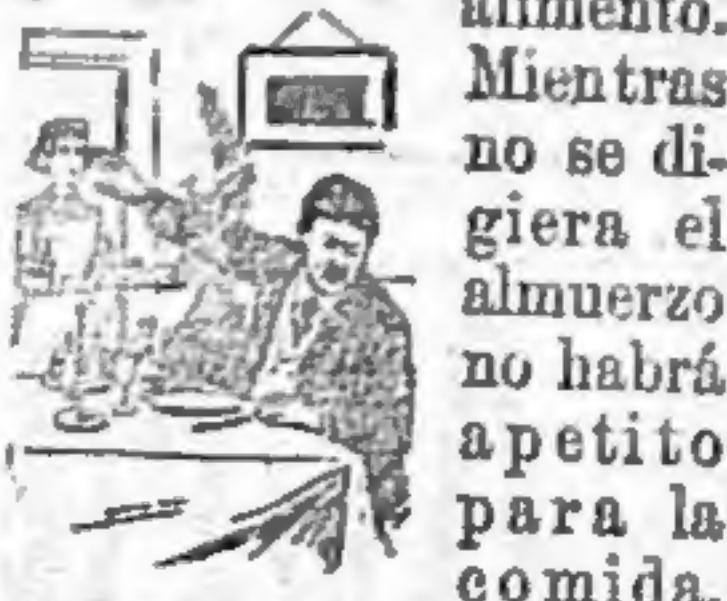 alimento.
Mientras
no se di-
giera el
almuerzo
no habrá
apetito
para la
comida.